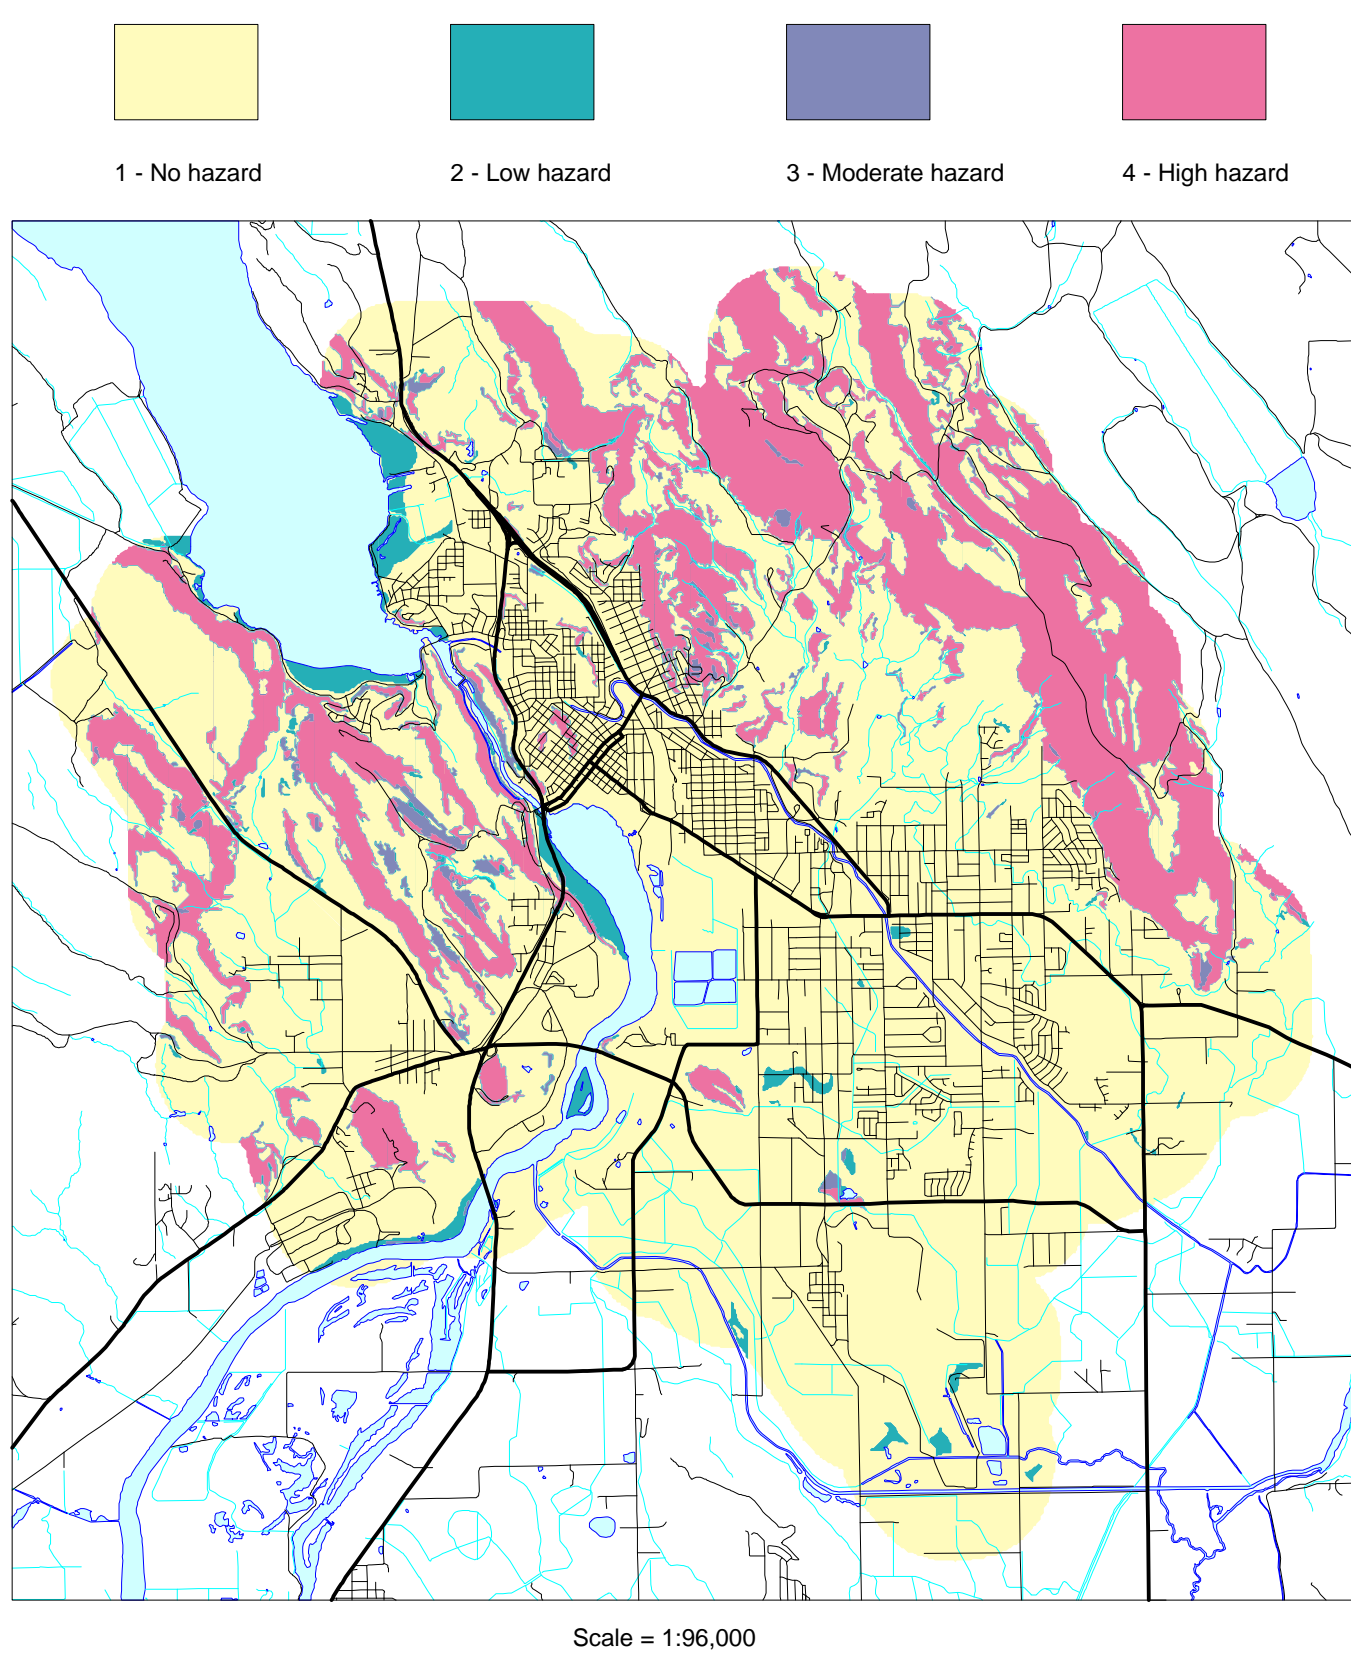 1 - No hazard
2 - Low hazard
3 - Moderate hazard
4 - High hazard
Scale = 1:96,000